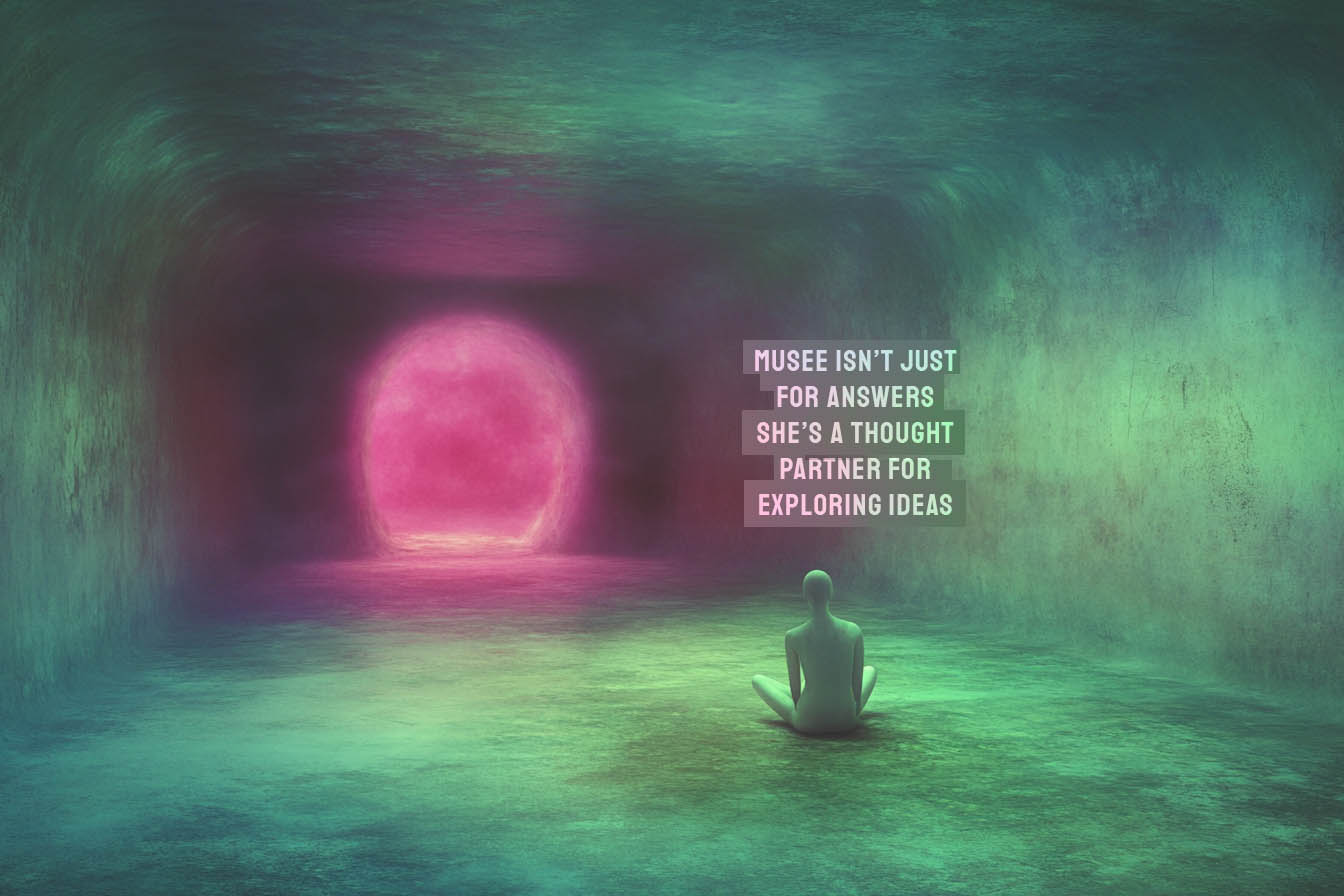 MUSEE ISN’T JUST
FOR ANSWERS
SHE’S A THOUGHT
PARTNER FOR
EXPLORING IDEAS